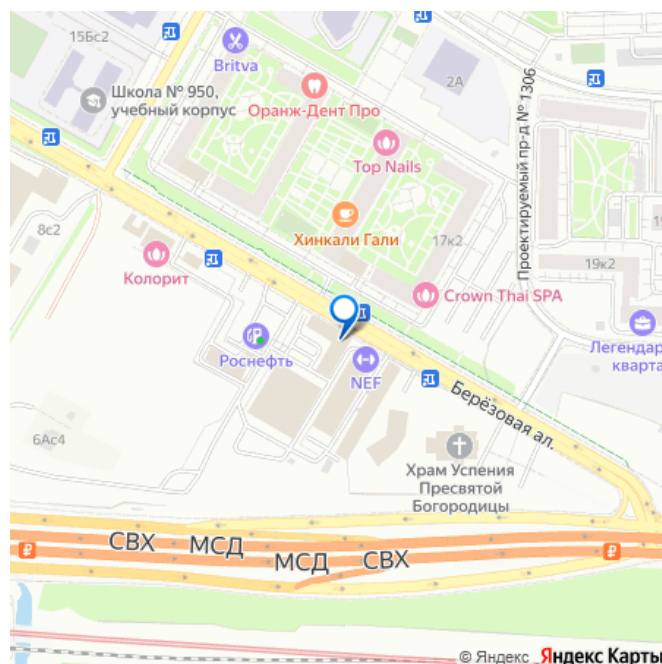 15Бс2
Britva
2А
Школа № 950,
учебный корпус
Оранж-Дент Про
Проектируемый пр-д № 1306
Top Nails
8с2
Хинкали Гали
17к2
Колорит
19к2
Crown Thai SPA
Роснефть
NEF
Легендар
кварта
Берёзовая ал.
6Ас4
Храм Успения
Пресвятой
Богородицы
СВХ
МСД
МСД
СВХ
© Яндекс Яндекс Карты